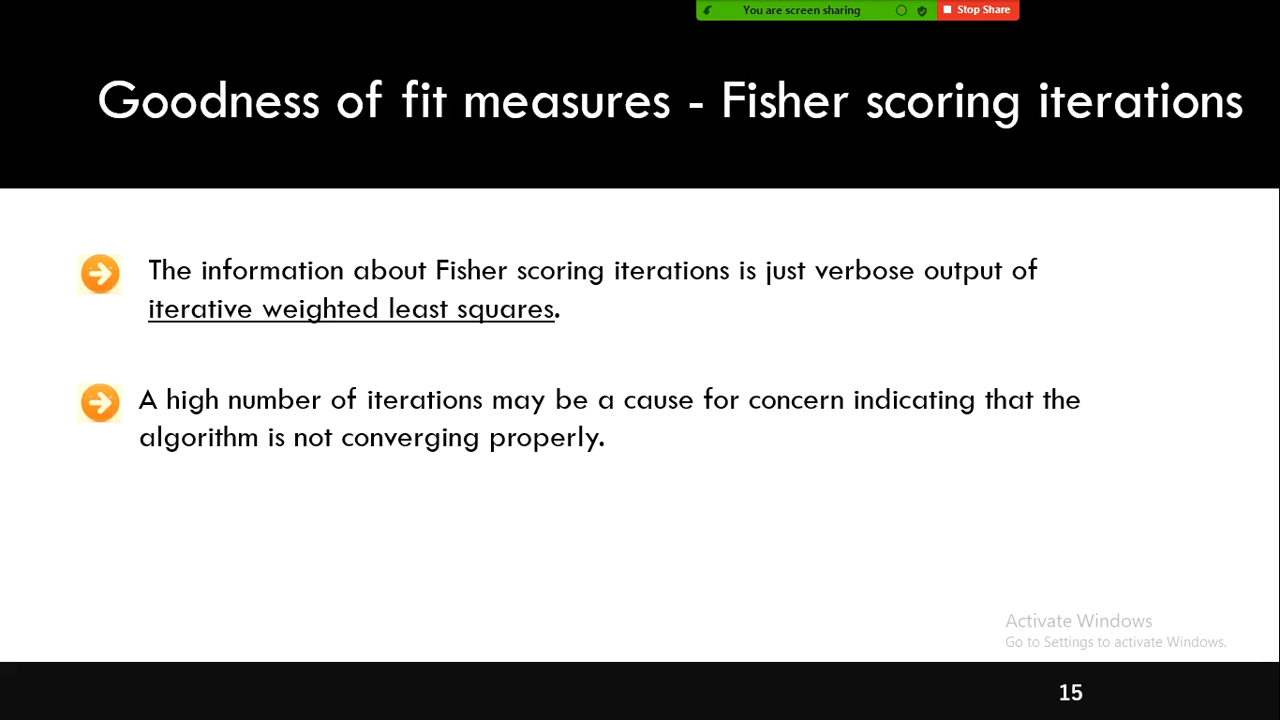 You are screen sharing
Stop Share
Goodness of fit measures - Fisher scoring iterations
The information about Fisher scoring iterations is just verbose output of
iterative weighted least squares.
A high number of iterations may be a cause for concern indicating that the
algorithm is not converging properly.
Activate Windows
Go to Settings to activate Windows.
15